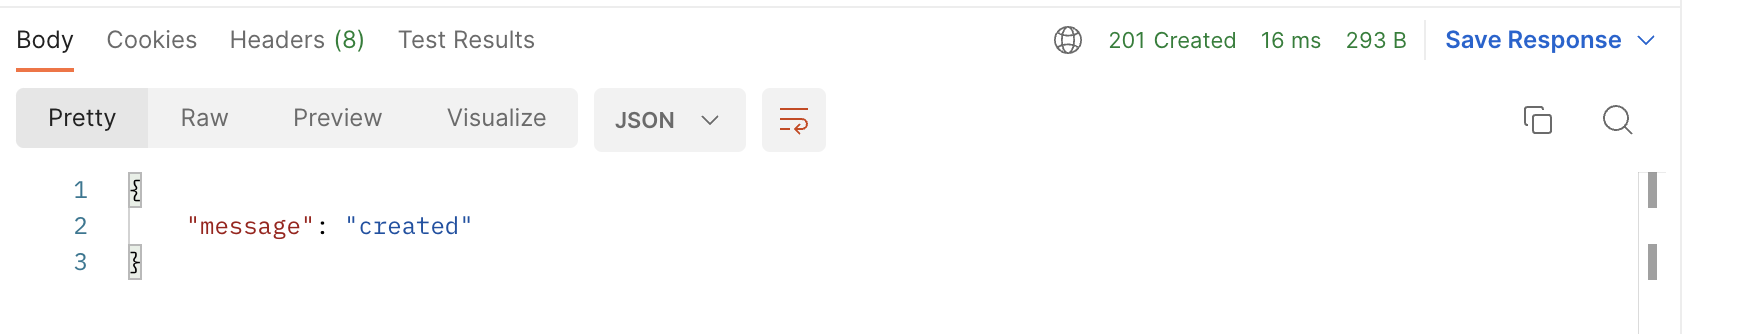 Body Cookies Headers (8) Test Results 201 Created 16 ms 293 B Save Response
Pretty Raw Preview Visualize JSON
1 {
2 "message": "created"
3 }